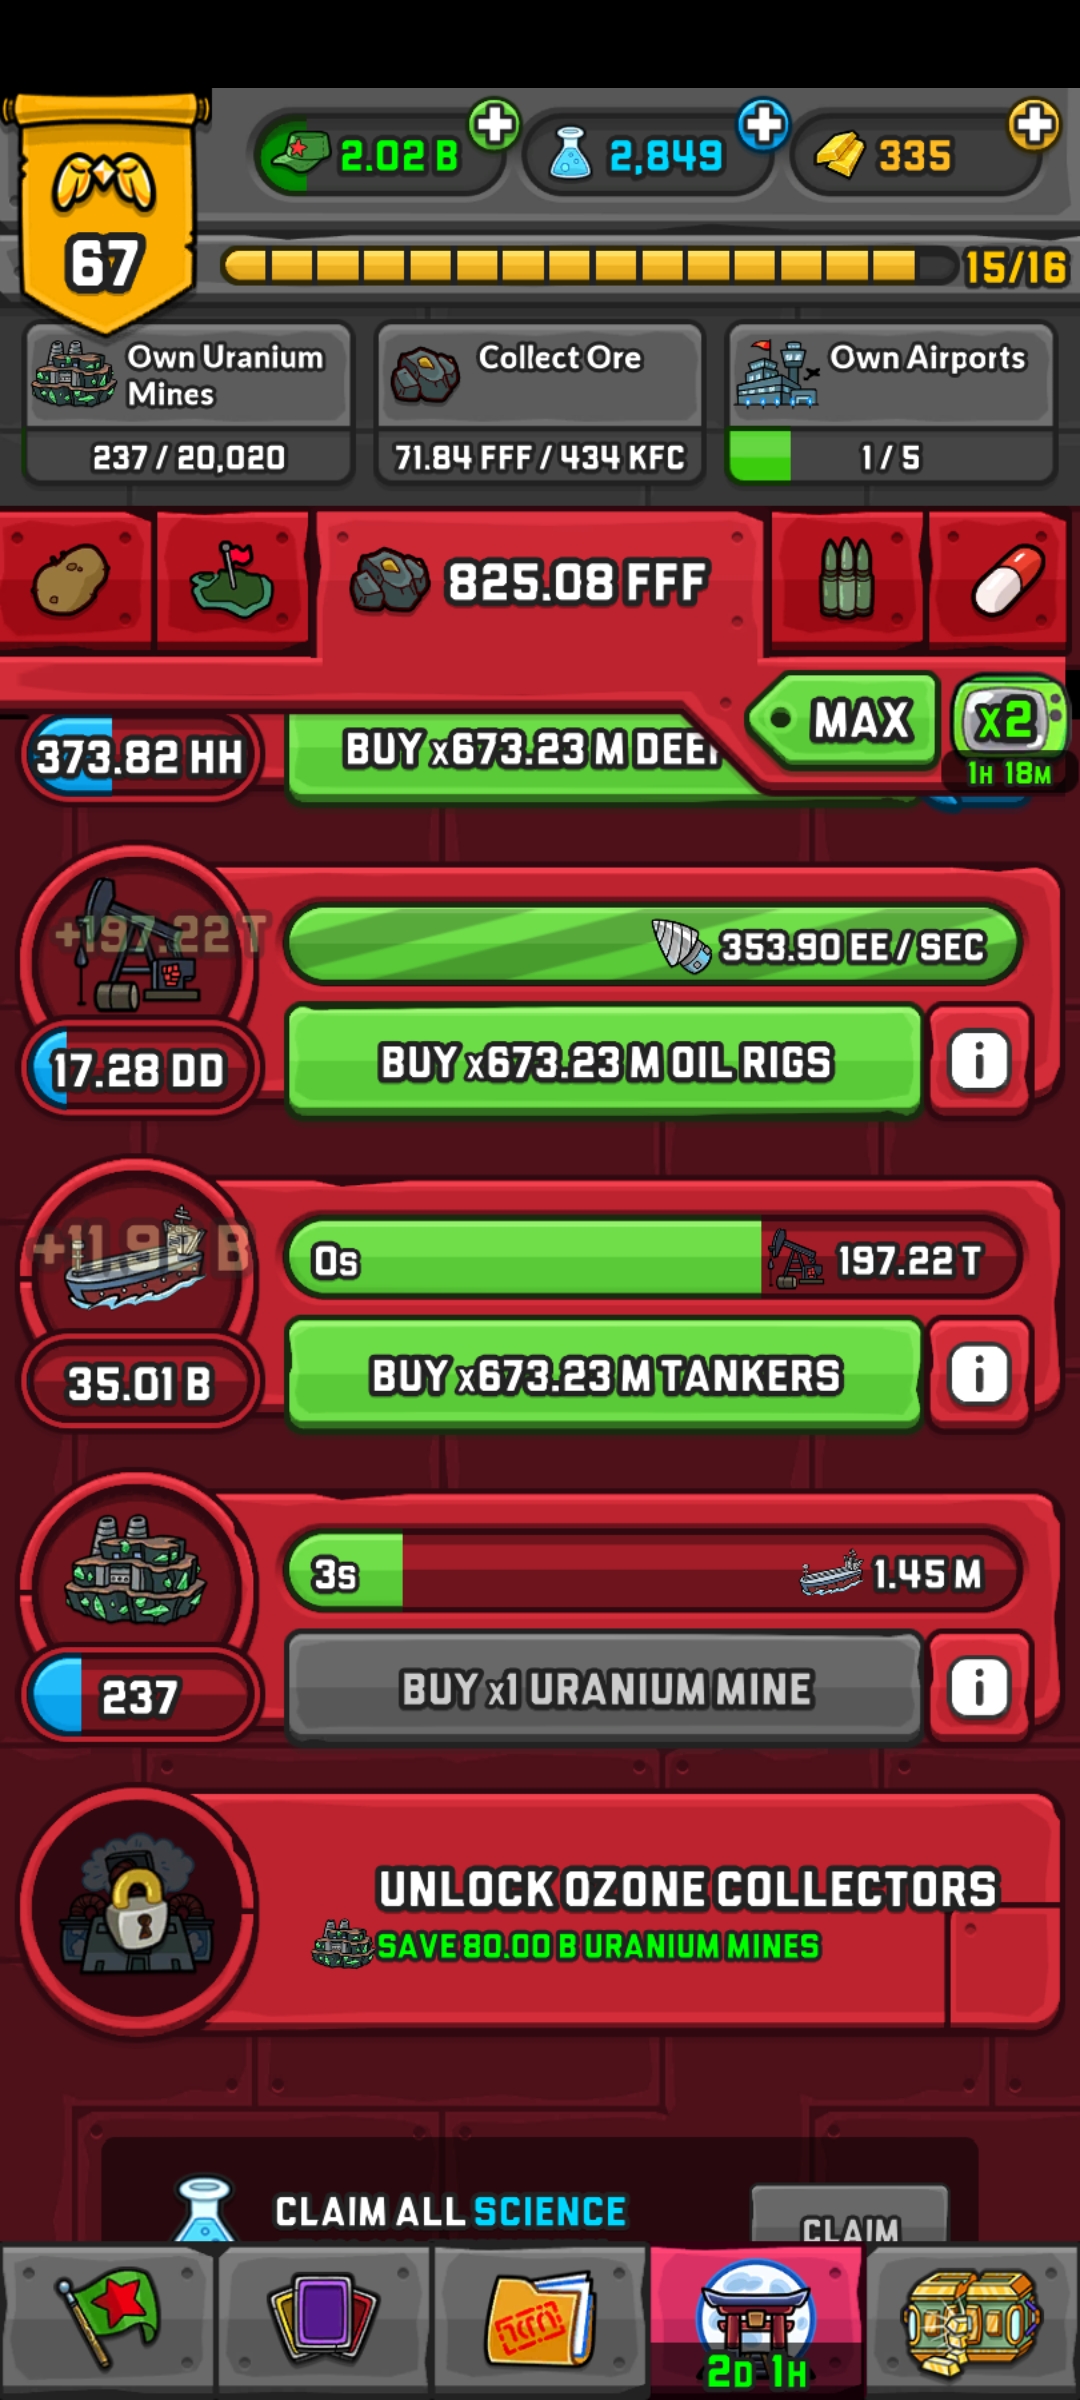 2.02 B
2,849
335
67
15/16
Own Uranium
Mines
Collect Ore
Own Airports
237 / 20,020
71.84 FFF / 434 KFC
1 / 5
825.08 FFF
MAX
x2
1H 18M
373.82 HH
BUY x673.23 M DEE
+197.22 T
353.90 EE / SEC
17.28 DD
BUY x673.23 M OIL RIGS
i
0s
197.22 T
35.01 B
BUY x673.23 M TANKERS
i
3s
1.45 M
237
BUY x1 URANIUM MINE
i
UNLOCK OZONE COLLECTORS
SAVE 80.00 B URANIUM MINES
CLAIM ALL SCIENCE
CLAIM
2D 1H